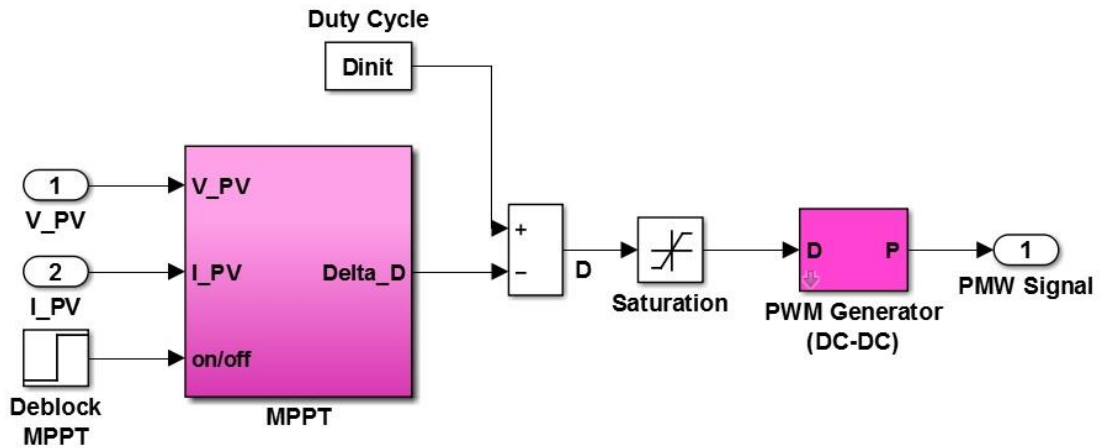 Duty Cycle
Dinit
1
V_PV
V_PV
2
I_PV
I_PV
Delta_D
on/off
Deblock
MPPT
MPPT
+
−
D
Saturation
D
P
PWM Generator
(DC-DC)
1
PMW Signal